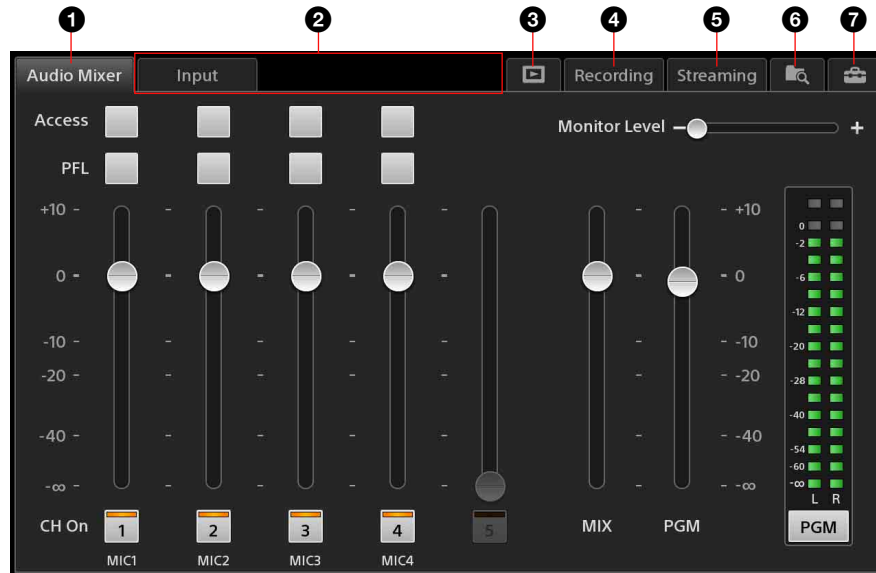 1 2 3 4 5 6 7
Audio Mixer Input Recording Streaming
Access
Monitor Level − +
PFL
+10 - - - - - - - +10
0 - - - - - - - 0
-10 - - - - - - - -10
-20 - - - - - - - -20
-40 - - - - - - - -40
-∞ - - - - - - - -∞
0
-2
-6
-12
-20
-28
-40
-54
-60
-∞
L R
CH On 1 2 3 4 5 MIX PGM PGM
MIC1 MIC2 MIC3 MIC4